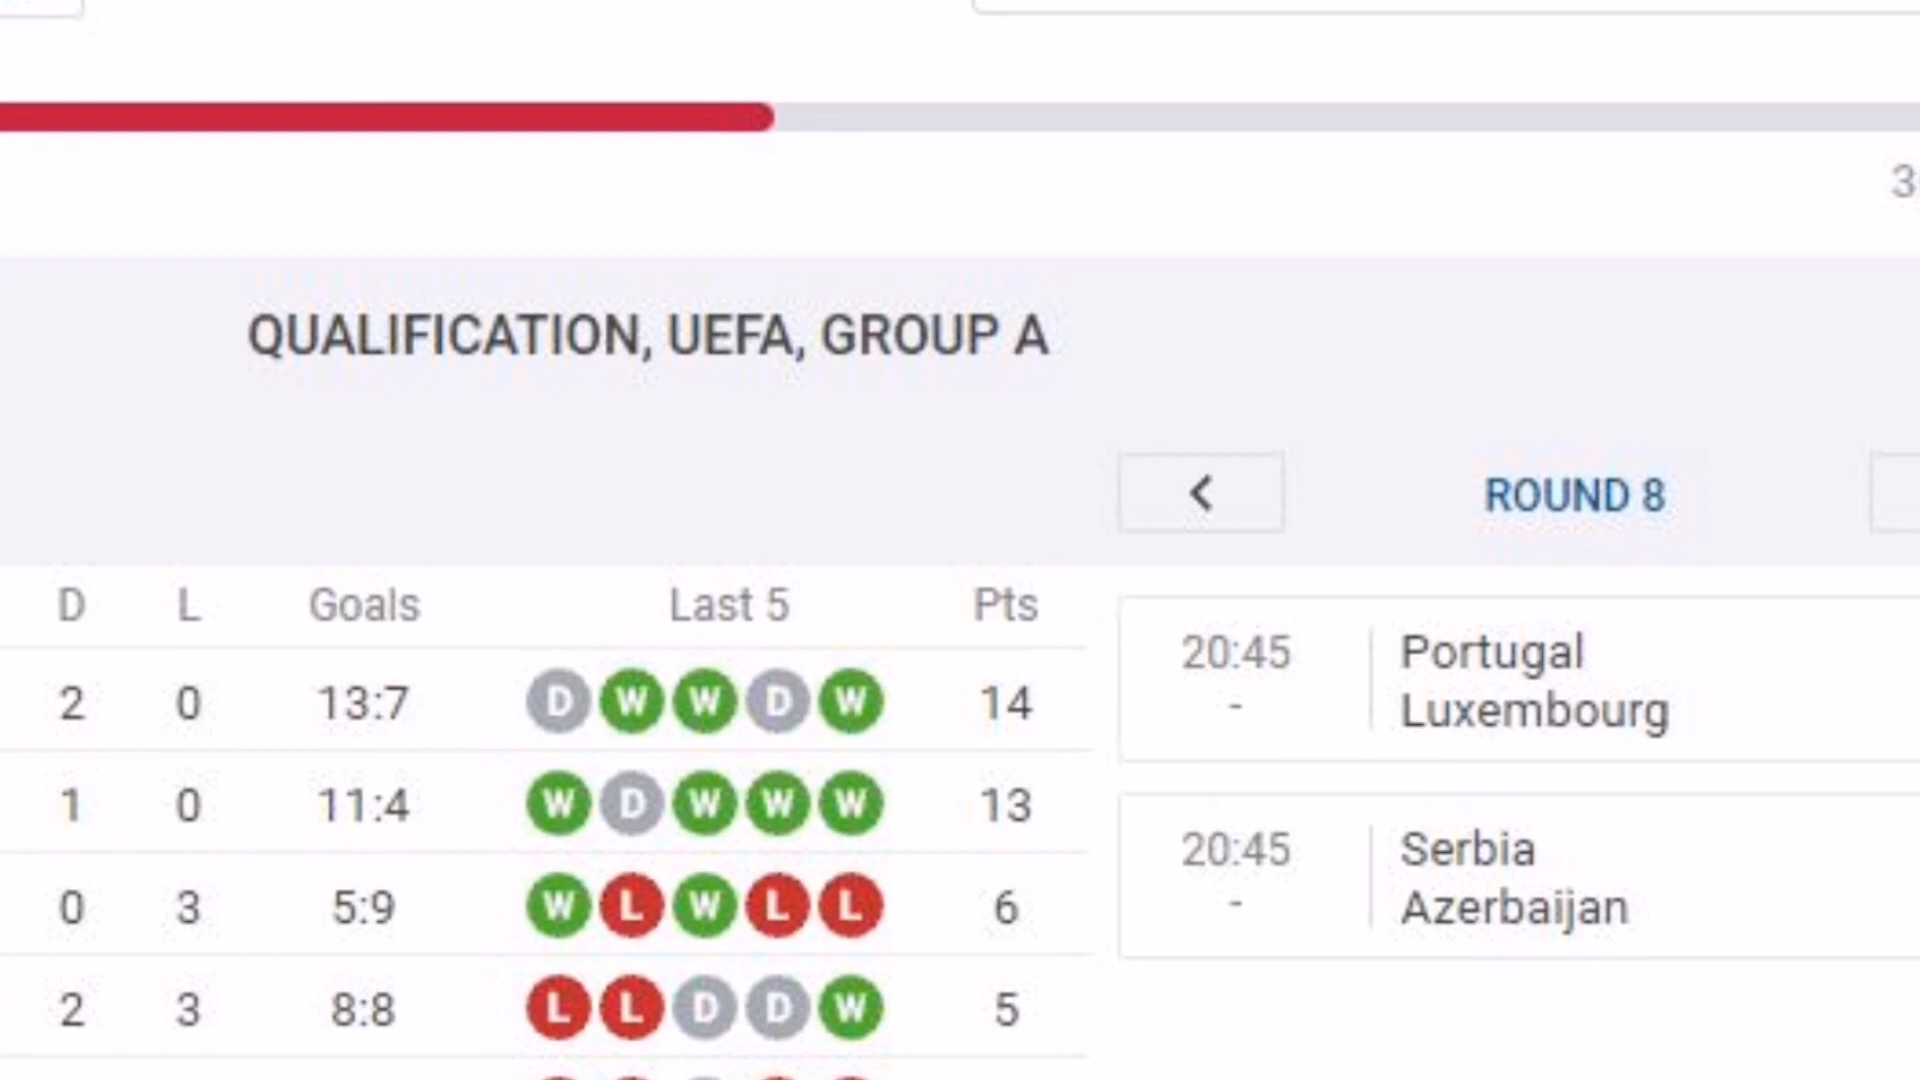 3
QUALIFICATION, UEFA, GROUP A
ROUND 8
D L Goals Last 5 Pts
2 0 13:7 D W W D W 14
1 0 11:4 W D W W W 13
0 3 5:9 W L W L L 6
2 3 8:8 L L D D W 5
20:45 Portugal
- Luxembourg
20:45 Serbia
- Azerbaijan